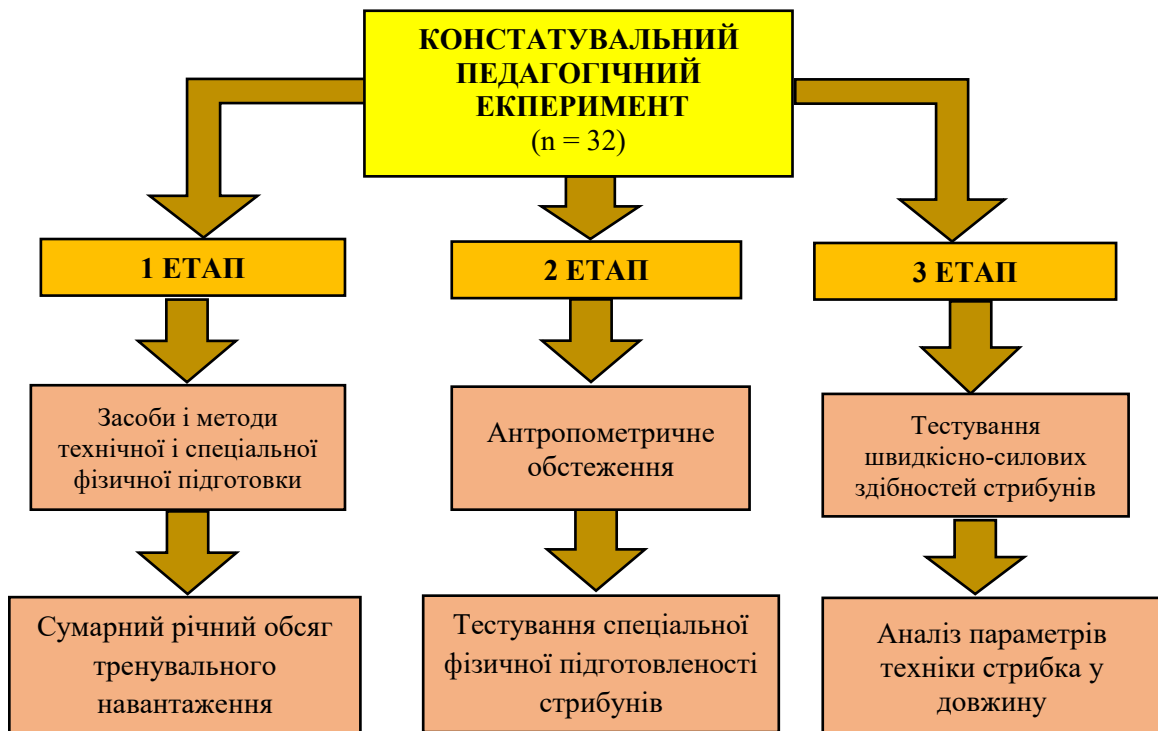 КОНСТАТУВАЛЬНИЙ
ПЕДАГОГІЧНИЙ
ЕКПЕРИМЕНТ
(n = 32)
1 ЕТАП
2 ЕТАП
3 ЕТАП
Засоби і методи
технічної і спеціальної
фізичної підготовки
Антропометричне
обстеження
Тестування
швидкісно-силових
здібностей стрибунів
Сумарний річний обсяг
тренувального
навантаження
Тестування спеціальної
фізичної підготовленості
стрибунів
Аналіз параметрів
техніки стрибка у
довжину